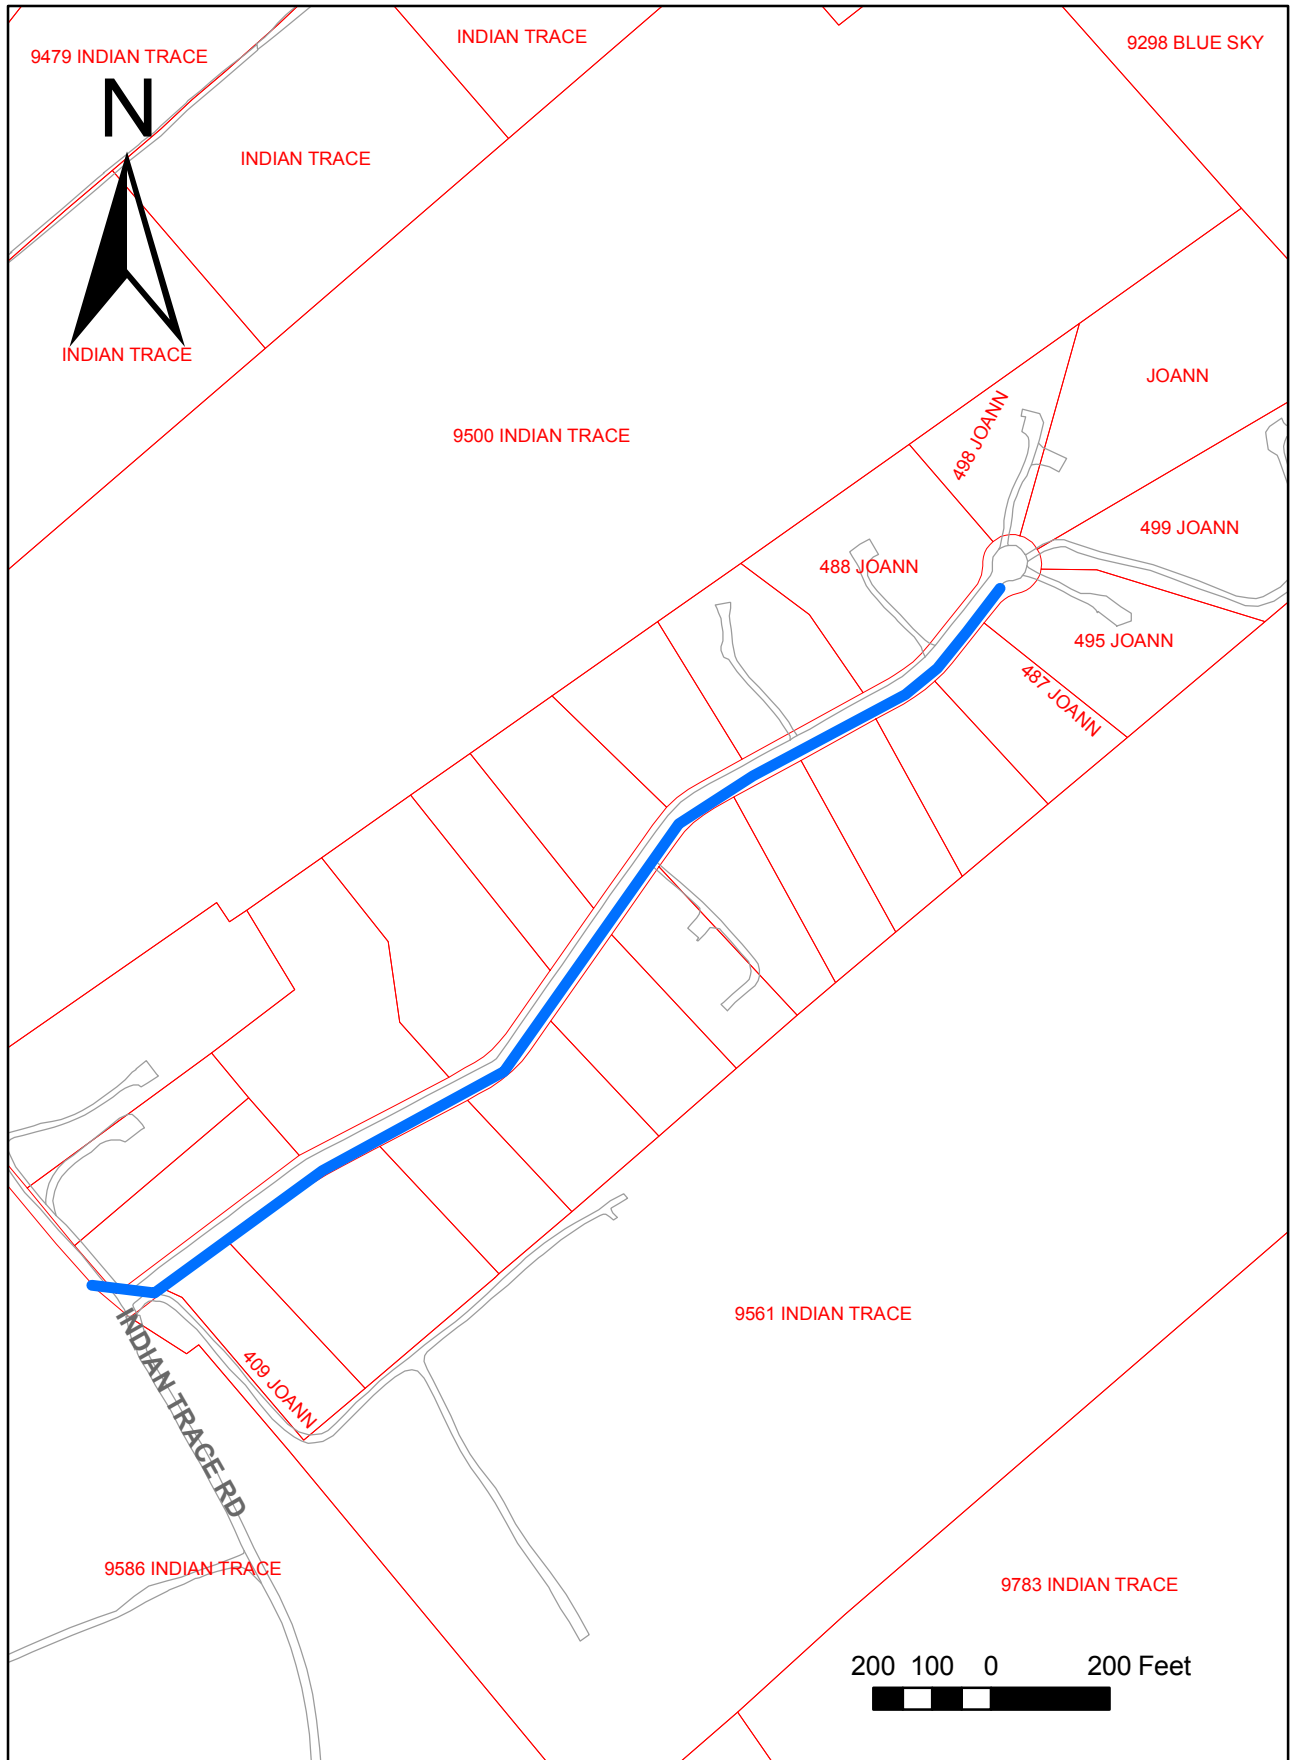 INDIAN TRACE
9298 BLUE SKY
9479 INDIAN TRACE
N
INDIAN TRACE
INDIAN TRACE
JOANN
498 JOANN
9500 INDIAN TRACE
499 JOANN
488 JOANN
495 JOANN
487 JOANN
9561 INDIAN TRACE
INDIAN TRACE RD
409 JOANN
9586 INDIAN TRACE
9783 INDIAN TRACE
200 100 0 200 Feet